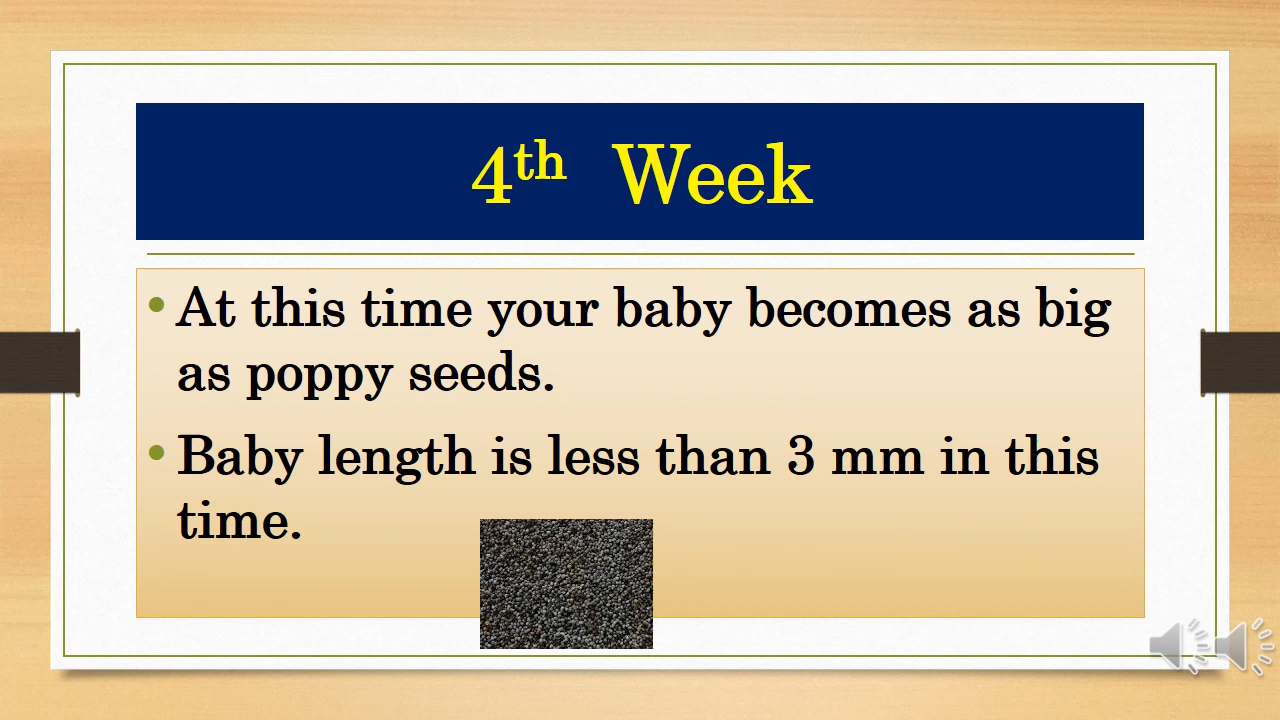 4th Week
• At this time your baby becomes as big
as poppy seeds.
• Baby length is less than 3 mm in this
time.